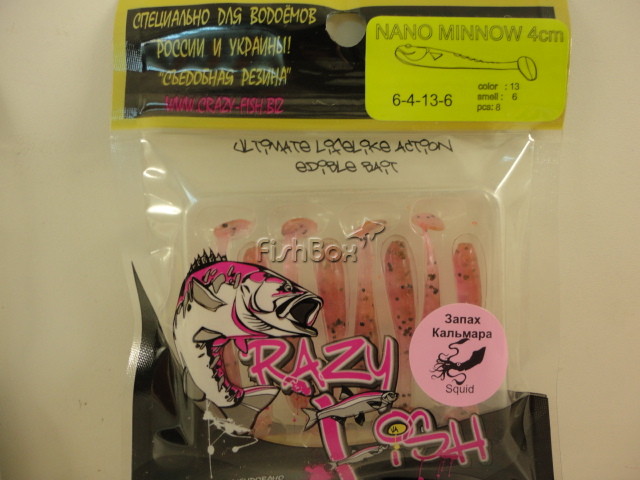 СПЕЦИАЛЬНО ДЛЯ ВОДОЁМОВ
РОССИИ И УКРАИНЫ!
"СЪЕДОБНАЯ РЕЗИНА"
WWW.CRAZY-FISH.BIZ
NANO MINNOW 4cm
6-4-13-6
color : 13
smell : 6
pcs: 8
ULTIMATE LIFELIKE ACTION
EDIBLE BAIT
fishBox
Запах
Кальмара
Squid
CRAZY
FISH